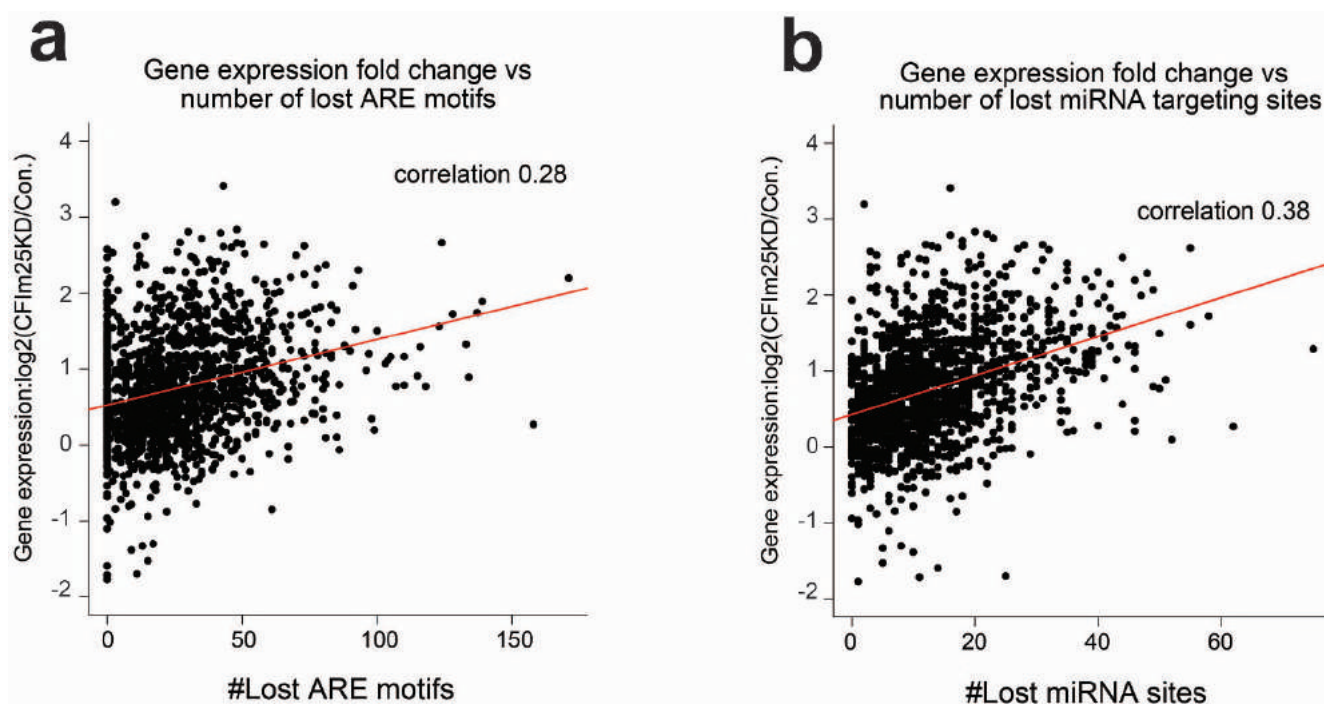 a
Gene expression fold change vs
number of lost ARE motifs
correlation 0.28
Gene expression:log2(CFIm25KD/Con.)
4
3
2
1
0
-1
-2
0 50 100 150
#Lost ARE motifs
b
Gene expression fold change vs
number of lost miRNA targeting sites
correlation 0.38
Gene expression:log2(CFIm25KD/Con.)
4
3
2
1
0
-1
-2
0 20 40 60
#Lost miRNA sites